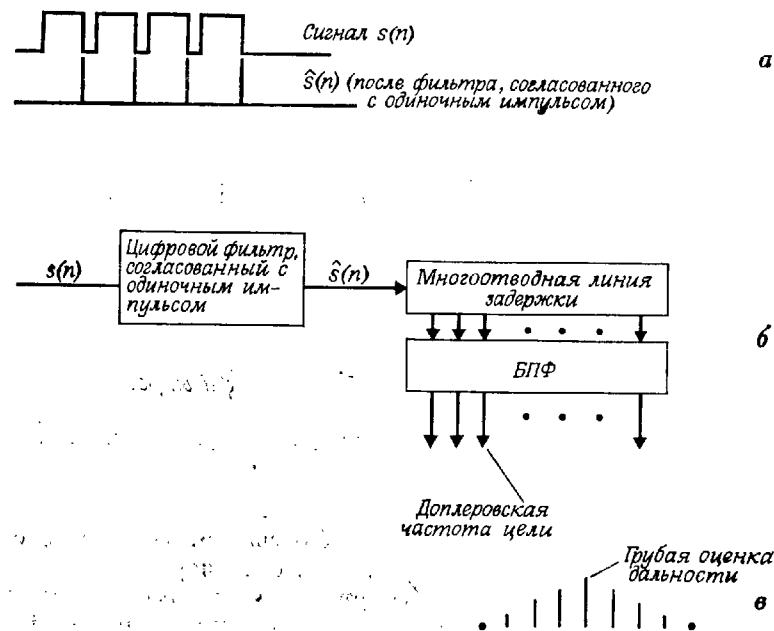 Сигнал s(n)
а
ŝ(n) (после фильтра, согласованного
с одиночным импульсом)
Цифровой фильтр,
согласованный с
одиночным им-
пульсом
s(n)
ŝ(n)
Многоотводная линия
задержки
б
БПФ
Доплеровская
частота цели
Грубая оценка
дальности
в